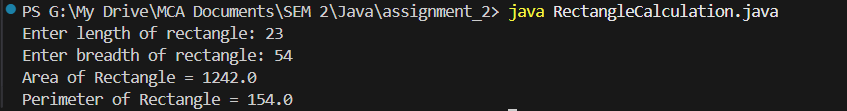 PS G:\My Drive\MCA Documents\SEM 2\Java\assignment_2> java RectangleCalculation.java
Enter length of rectangle: 23
Enter breadth of rectangle: 54
Area of Rectangle = 1242.0
Perimeter of Rectangle = 154.0